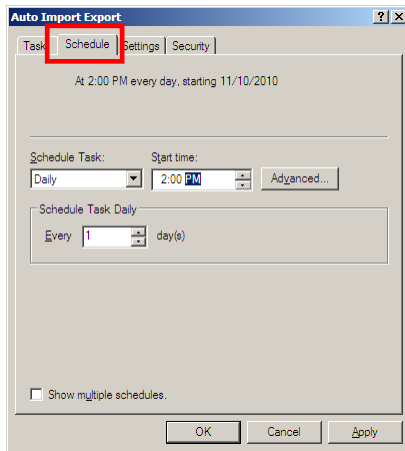 Auto Import Export
Task Schedule Settings Security
At 2:00 PM every day, starting 11/10/2010
Schedule Task: Start time:
Daily 2:00 PM Advanced...
Schedule Task Daily
Every 1 day(s)
Show multiple schedules.
OK Cancel Apply